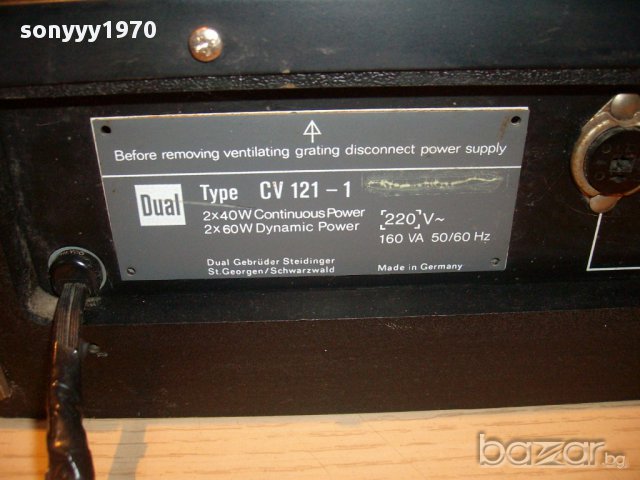 sonyyy1970
Before removing ventilating grating disconnect power supply
Dual
Type CV 121 - 1
2x40W Continuous Power
2x60W Dynamic Power
220 V~
160 VA 50/60 Hz
Dual Gebrüder Steidinger
St.Georgen/Schwarzwald
Made in Germany
bazar.bg